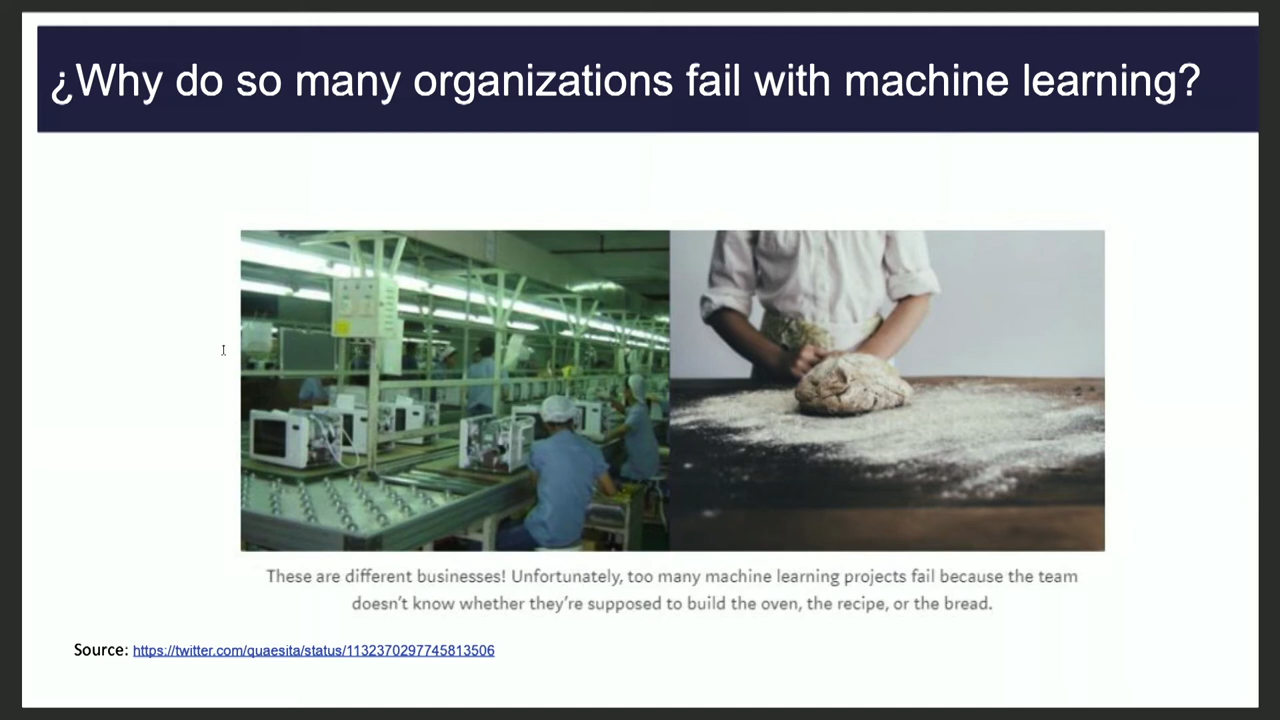 ¿Why do so many organizations fail with machine learning?
These are different businesses! Unfortunately, too many machine learning projects fail because the team
doesn't know whether they're supposed to build the oven, the recipe, or the bread.
Source: https://twitter.com/quaesita/status/1132370297745813506